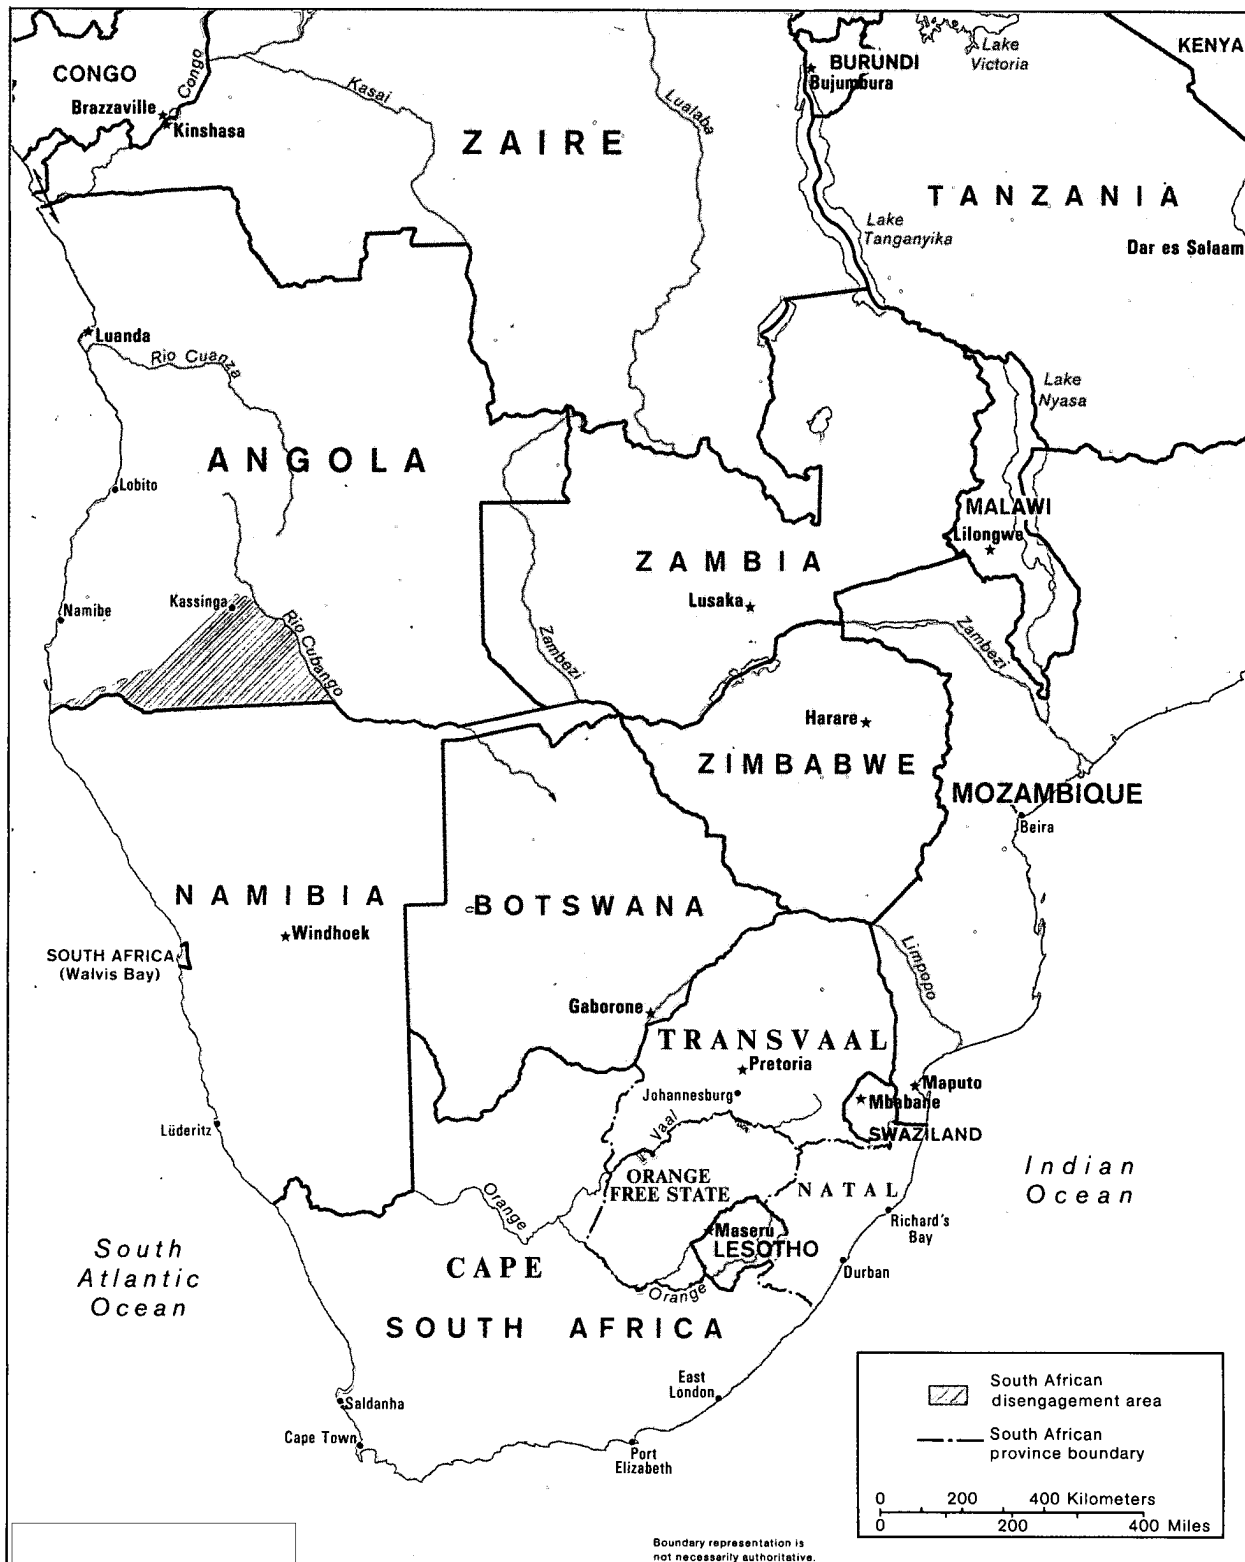 CONGO
Brazzaville
Kinshasa
Congo
Kasai
ZAIRE
Lualaba
BURUNDI
Bujumbura
Lake
Victoria
KENYA
TANZANIA
Lake
Tanganyika
Dar es Salaam
Luanda
Rio Cuanza
Lake
Nyasa
ANGOLA
Lobito
MALAWI
Lilongwe
ZAMBIA
Lusaka
Namibe
Kassinga
Rio Cubango
Zambezi
Zambezi
Harare
ZIMBABWE
MOZAMBIQUE
Beira
NAMIBIA
Windhoek
BOTSWANA
SOUTH AFRICA
(Walvis Bay)
Limpopo
Gaborone
TRANSVAAL
Pretoria
Johannesburg
Maputo
Mbabane
SWAZILAND
Lüderitz
Vaal
ORANGE
FREE STATE
NATAL
Indian
Ocean
Orange
Richard's
Bay
Maseru
LESOTHO
Durban
South
Atlantic
Ocean
CAPE
Orange
SOUTH AFRICA
East
London
Saldanha
Cape Town
Port
Elizabeth
South African
disengagement area
South African
province boundary
0 200 400 Kilometers
0 200 400 Miles
Boundary representation is
not necessarily authoritative.